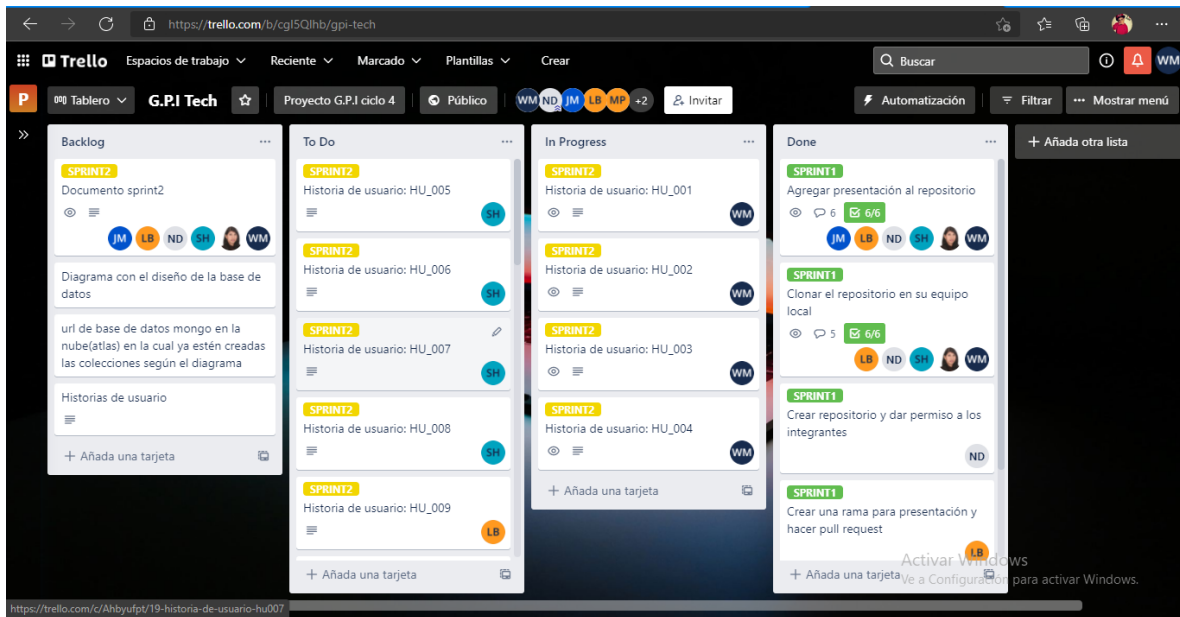 https://trello.com/b/cgI5Qlhb/gpi-tech
Trello Espacios de trabajo Reciente Marcado Plantillas Crear Buscar WM
P Tablero G.P.I Tech Proyecto G.P.I ciclo 4 Público WM ND JM LB MP +2 Invitar Automatización Filtrar Mostrar menú
Backlog
SPRINT2
Documento sprint2
JM LB ND SH WM
Diagrama con el diseño de la base de
datos
url de base de datos mongo en la
nube(atlas) en la cual ya estén creadas
las colecciones según el diagrama
Historias de usuario
+ Añada una tarjeta
To Do
SPRINT2
Historia de usuario: HU_005
SH
SPRINT2
Historia de usuario: HU_006
SH
SPRINT2
Historia de usuario: HU_007
SH
SPRINT2
Historia de usuario: HU_008
SH
SPRINT2
Historia de usuario: HU_009
LB
+ Añada una tarjeta
In Progress
SPRINT2
Historia de usuario: HU_001
WM
SPRINT2
Historia de usuario: HU_002
WM
SPRINT2
Historia de usuario: HU_003
WM
SPRINT2
Historia de usuario: HU_004
WM
+ Añada una tarjeta
Done
SPRINT1
Agregar presentación al repositorio
6 6/6
JM LB ND SH WM
SPRINT1
Clonar el repositorio en su equipo
local
5 6/6
LB ND SH WM
SPRINT1
Crear repositorio y dar permiso a los
integrantes
ND
SPRINT1
Crear una rama para presentación y
hacer pull request
LB
+ Añada una tarjeta
+ Añada otra lista
Activar Windows
Ve a Configuración para activar Windows.
https://trello.com/c/Ahbyufpt/19-historia-de-usuario-hu007